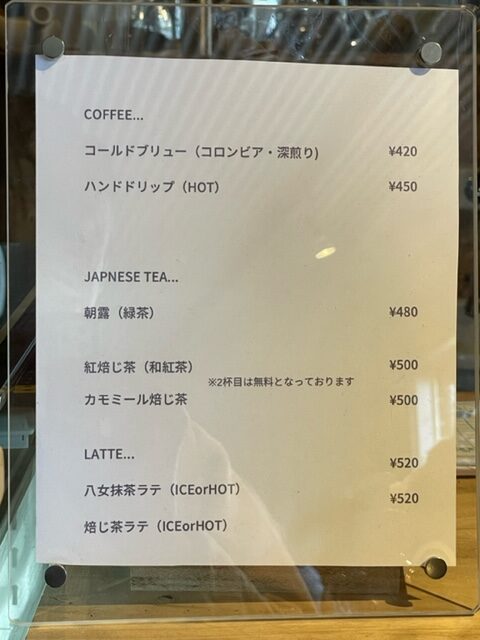 COFFEE...
コールドブリュー（コロンビア・深煎り) ¥420
ハンドドリップ（HOT） ¥450
JAPNESE TEA...
朝露（緑茶） ¥480
紅焙じ茶（和紅茶） ¥500
※2杯目は無料となっております
カモミール焙じ茶 ¥500
LATTE...
¥520
八女抹茶ラテ（ICEorHOT） ¥520
焙じ茶ラテ（ICEorHOT）